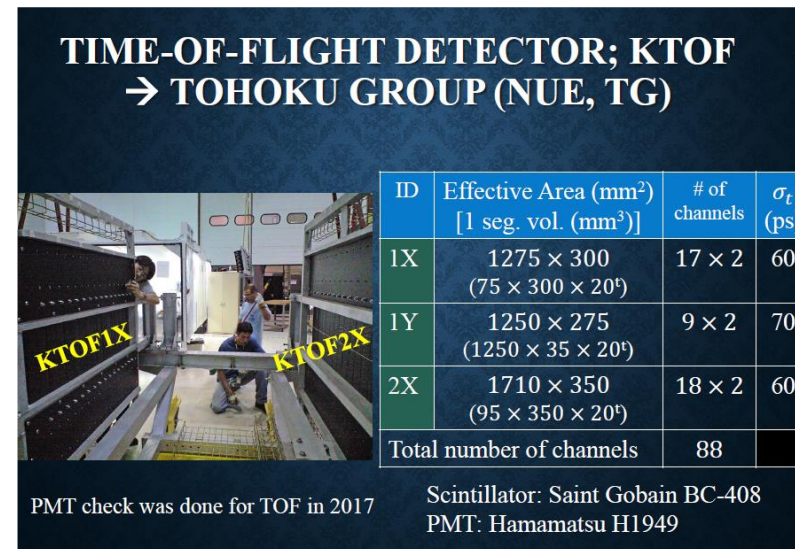 TIME-OF-FLIGHT DETECTOR; KTOF
→ TOHOKU GROUP (NUE, TG)
KTOF1X
KTOF2X
ID Effective Area (mm²) [1 seg. vol. (mm³)] # of channels σt (ps
1X 1275 × 300 17 × 2 60
(75 × 300 × 20ᵗ)
1Y 1250 × 275 9 × 2 70
(1250 × 35 × 20ᵗ)
2X 1710 × 350 18 × 2 60
(95 × 350 × 20ᵗ)
Total number of channels 88
PMT check was done for TOF in 2017
Scintillator: Saint Gobain BC-408
PMT: Hamamatsu H1949